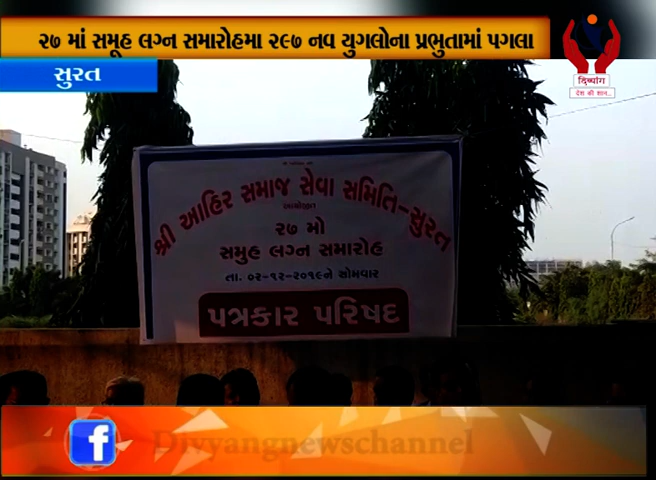 ૨૭ માં સમૂહ લગ્ન સમારોહમા ૨૯૭ નવ યુગલોના પ્રભુતામાં પગલા
સુરત
दिव्यांग
देश की शान..
શ્રી આહિર સમાજ સેવા સમિતિ-સુરત
આયોજીત
૨૭ મો
સમુહ લગ્ન સમારોહ
તા. ૦૨-૧૨-૨૦૧૯ને સોમવાર
પત્રકાર પરિષદ
f Divyangnewschannel